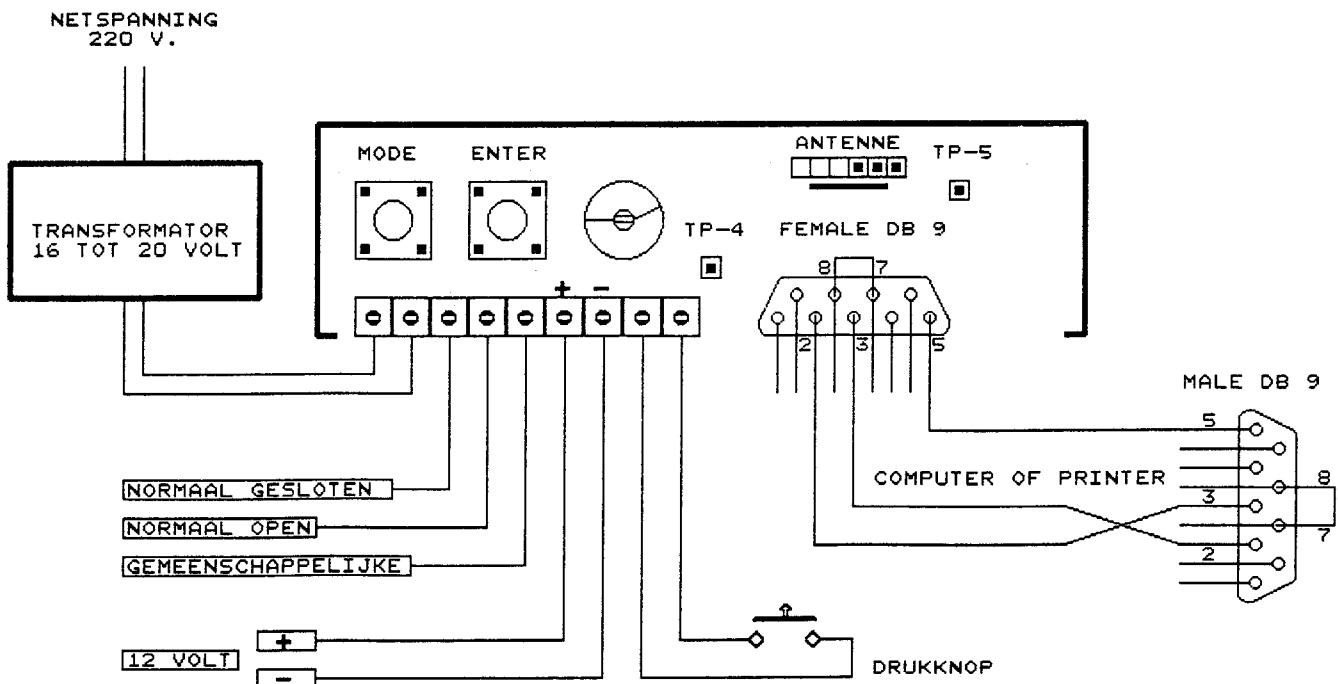 NETSPANNING
220 V.
TRANSFORMATOR
16 TOT 20 VOLT
MODE
ENTER
ANTENNE
TP-5
TP-4
FEMALE DB 9
8
7
+ −
2
3
5
MALE DB 9
5
COMPUTER OF PRINTER
8
3
7
2
NORMAAL GESLOTEN
NORMAAL OPEN
GEMEENSCHAPPELIJKE
12 VOLT
+
−
DRUKKNOP